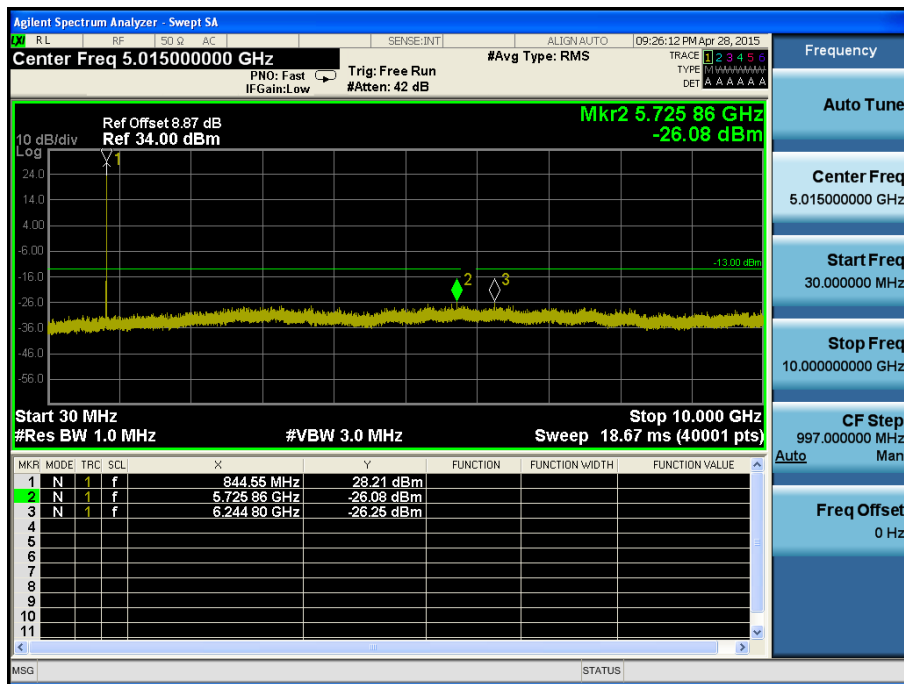 Agilent Spectrum Analyzer - Swept SA
LXI RL RF 50 Ω AC SENSE:INT ALIGN AUTO 09:26:12 PM Apr 28, 2015
Center Freq 5.015000000 GHz
PNO: Fast
IFGain:Low
Trig: Free Run
#Atten: 42 dB
#Avg Type: RMS
TRACE 1 2 3 4 5 6
TYPE MWWWWW
DET A A A A A A
Mkr2 5.725 86 GHz
-26.08 dBm
Ref Offset 8.87 dB
10 dB/div Ref 34.00 dBm
Log
1
24.0
14.0
4.00
-6.00
-13.00 dBm
-16.0
2 3
-26.0
-36.0
-46.0
-56.0
Start 30 MHz Stop 10.000 GHz
#Res BW 1.0 MHz #VBW 3.0 MHz Sweep 18.67 ms (40001 pts)
MKR MODE TRC SCL X Y FUNCTION FUNCTION WIDTH FUNCTION VALUE
1 N 1 f 844.55 MHz 28.21 dBm
2 N 1 f 5.725 86 GHz -26.08 dBm
3 N 1 f 6.244 80 GHz -26.25 dBm
4
5
6
7
8
9
10
11
MSG STATUS
Frequency
Auto Tune
Center Freq
5.015000000 GHz
Start Freq
30.000000 MHz
Stop Freq
10.000000000 GHz
CF Step
997.000000 MHz
Auto Man
Freq Offset
0 Hz